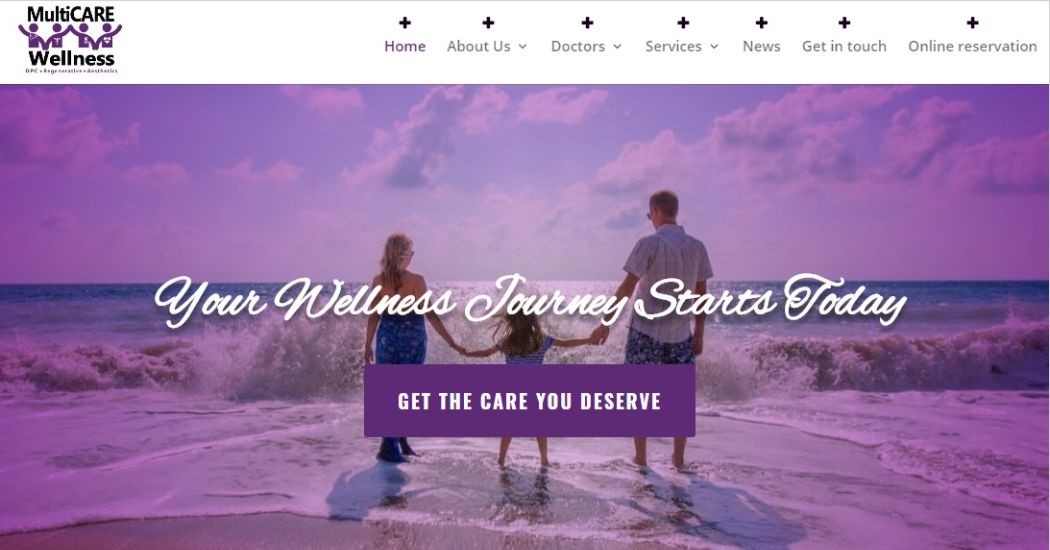 MultiCARE
Wellness
DPC • Regenerative • Aesthetics
Home About Us Doctors Services News Get in touch Online reservation
Your Wellness Journey Starts Today
GET THE CARE YOU DESERVE